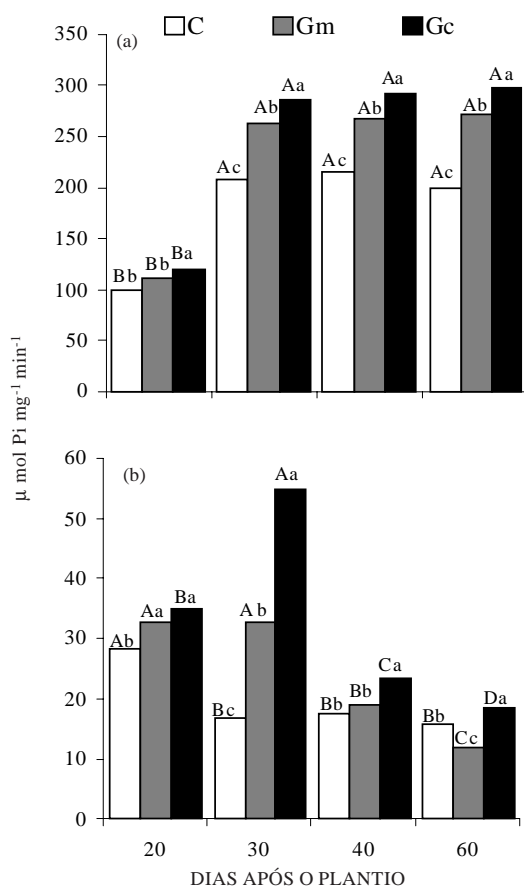 C Gm Gc
(a)
350
300
250
200
150
100
50
0
Bb Bb Ba
Ac Ab Aa
Ac Ab Aa
Ac Ab Aa
µ mol Pi mg⁻¹ min⁻¹
(b)
60
50
40
30
20
10
0
Ab Aa Ba
Bc Ab Aa
Bb Bb Ca
Bb Cc Da
20 30 40 60
DIAS APÓS O PLANTIO